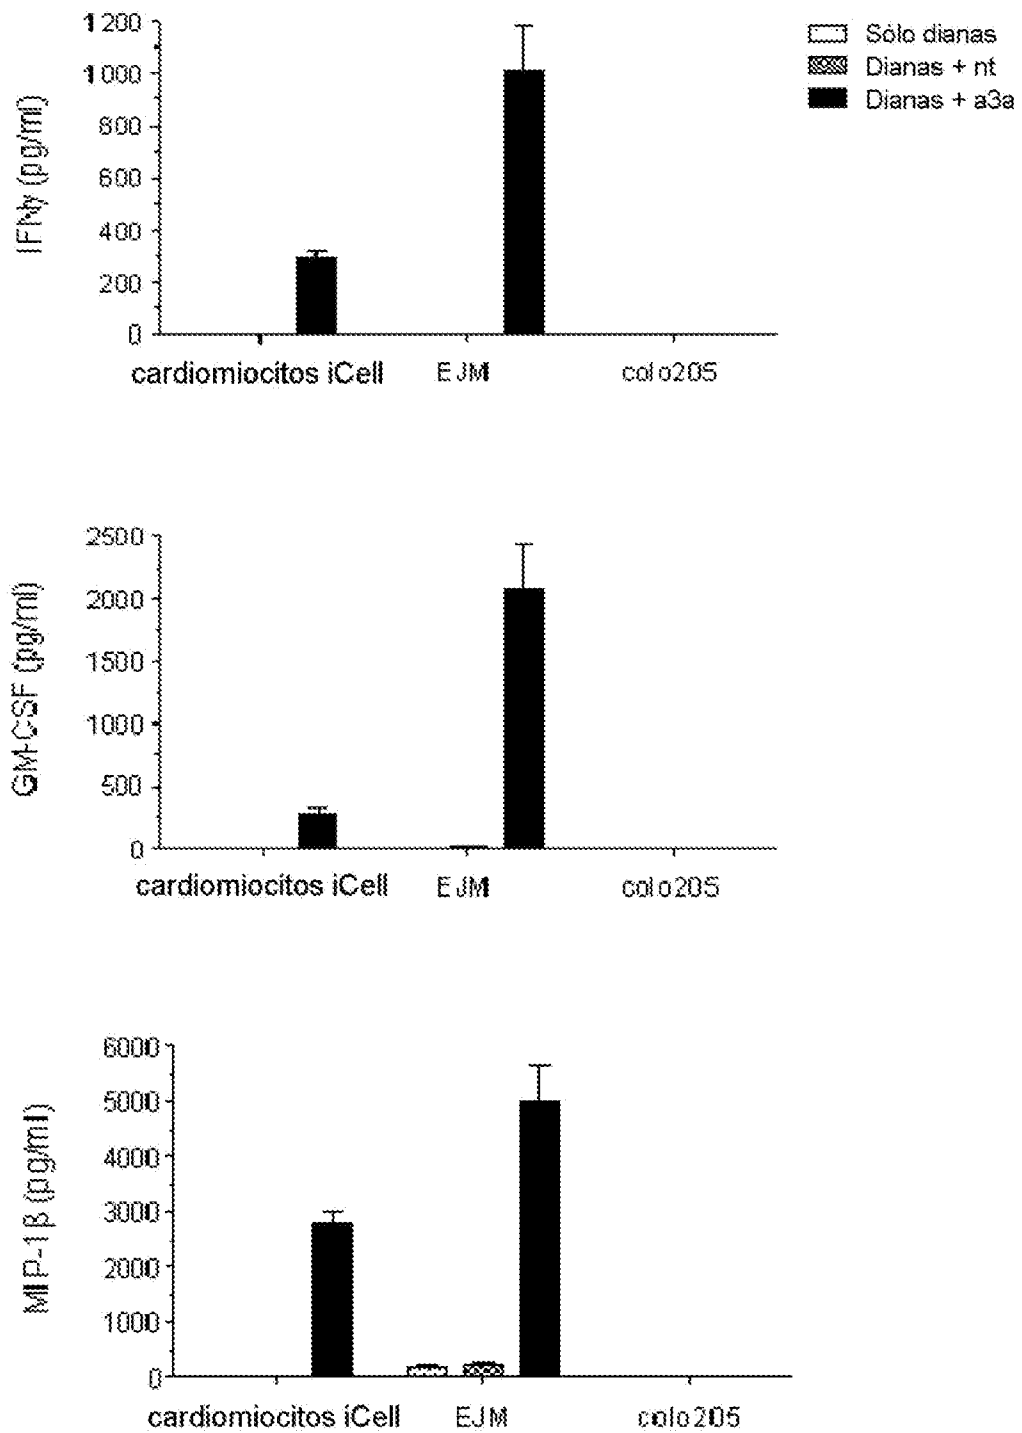 1200
1000
800
600
400
200
0
IFNγ (pg/ml)
Sólo dianas
Dianas + nt
Dianas + a3a
cardiomiocitos iCell EJM colo205
2500
2000
1500
1000
500
0
GM-CSF (pg/ml)
cardiomiocitos iCell EJM colo205
6000
5000
4000
3000
2000
1000
0
MIP-1β (pg/ml)
cardiomiocitos iCell EJM colo205